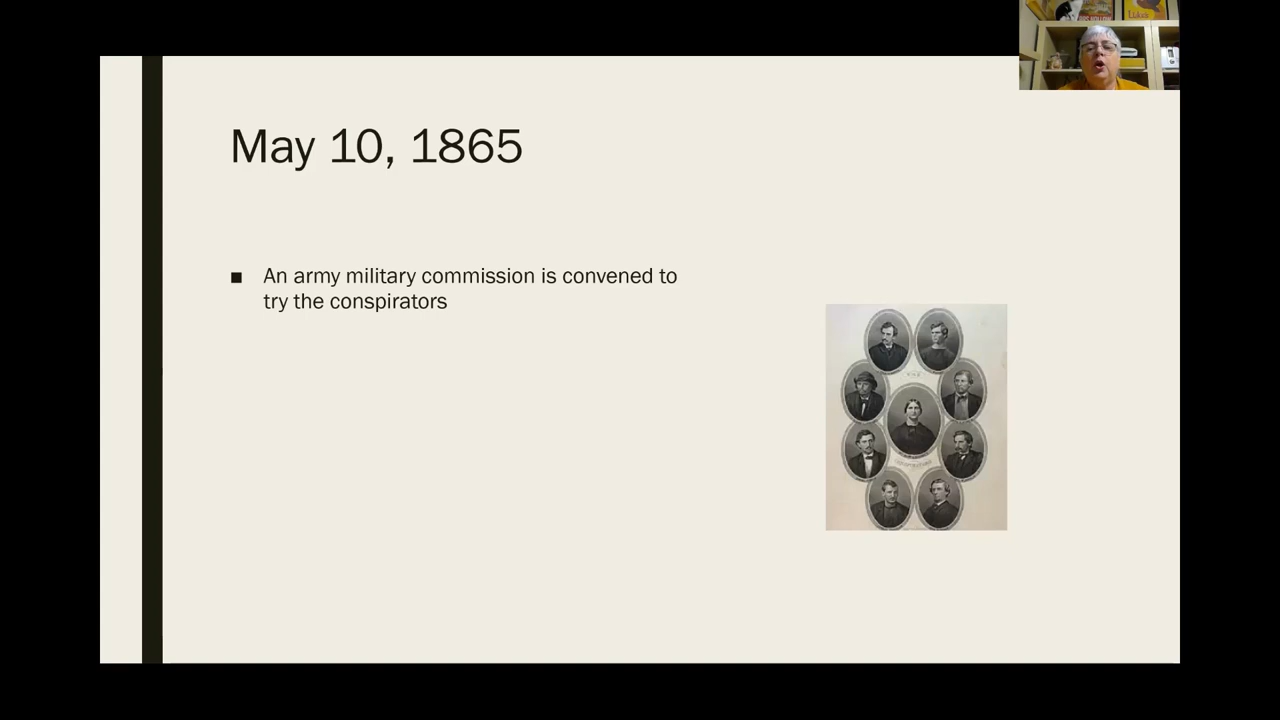 May 10, 1865
An army military commission is convened to
try the conspirators